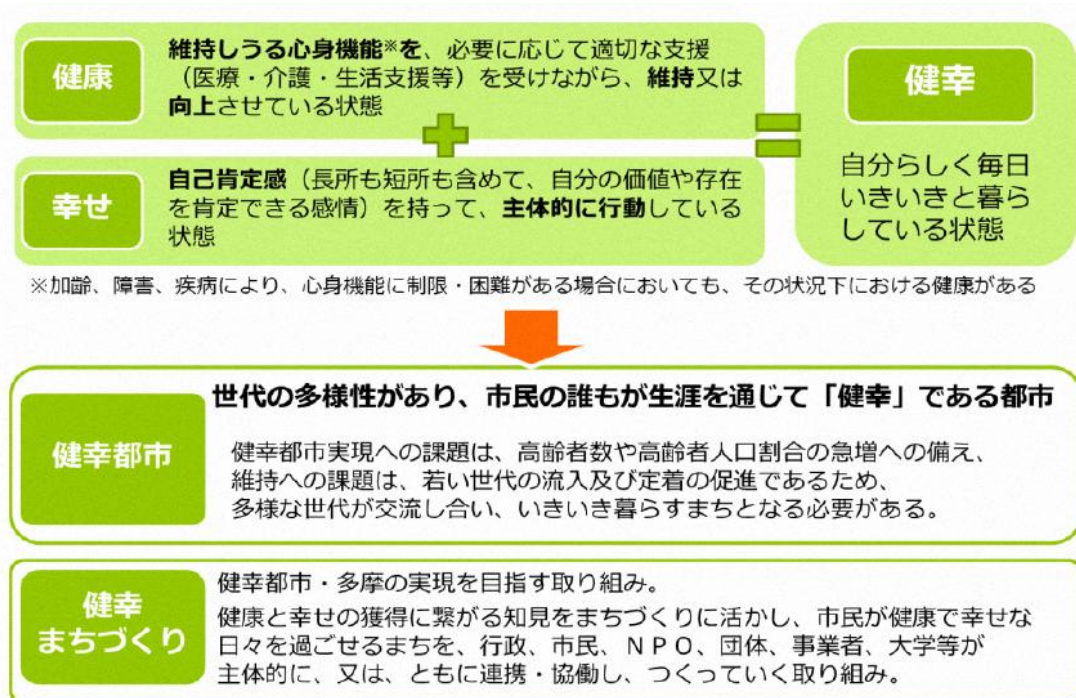 健康
維持しうる心身機能※を、必要に応じて適切な支援
（医療・介護・生活支援等）を受けながら、維持又は
向上させている状態
幸せ
自己肯定感（長所も短所も含めて、自分の価値や存在
を肯定できる感情）を持って、主体的に行動している
状態
健幸
自分らしく毎日
いきいきと暮ら
している状態
※加齢、障害、疾病により、心身機能に制限・困難がある場合においても、その状況下における健康がある
健幸都市
世代の多様性があり、市民の誰もが生涯を通じて「健幸」である都市
健幸都市実現への課題は、高齢者数や高齢者人口割合の急増への備え、
維持への課題は、若い世代の流入及び定着の促進であるため、
多様な世代が交流し合い、いきいき暮らすまちとなる必要がある。
健幸
まちづくり
健幸都市・多摩の実現を目指す取り組み。
健康と幸せの獲得に繋がる知見をまちづくりに活かし、市民が健康で幸せな
日々を過ごせるまちを、行政、市民、ＮＰＯ、団体、事業者、大学等が
主体的に、又は、ともに連携・協働し、つくっていく取り組み。